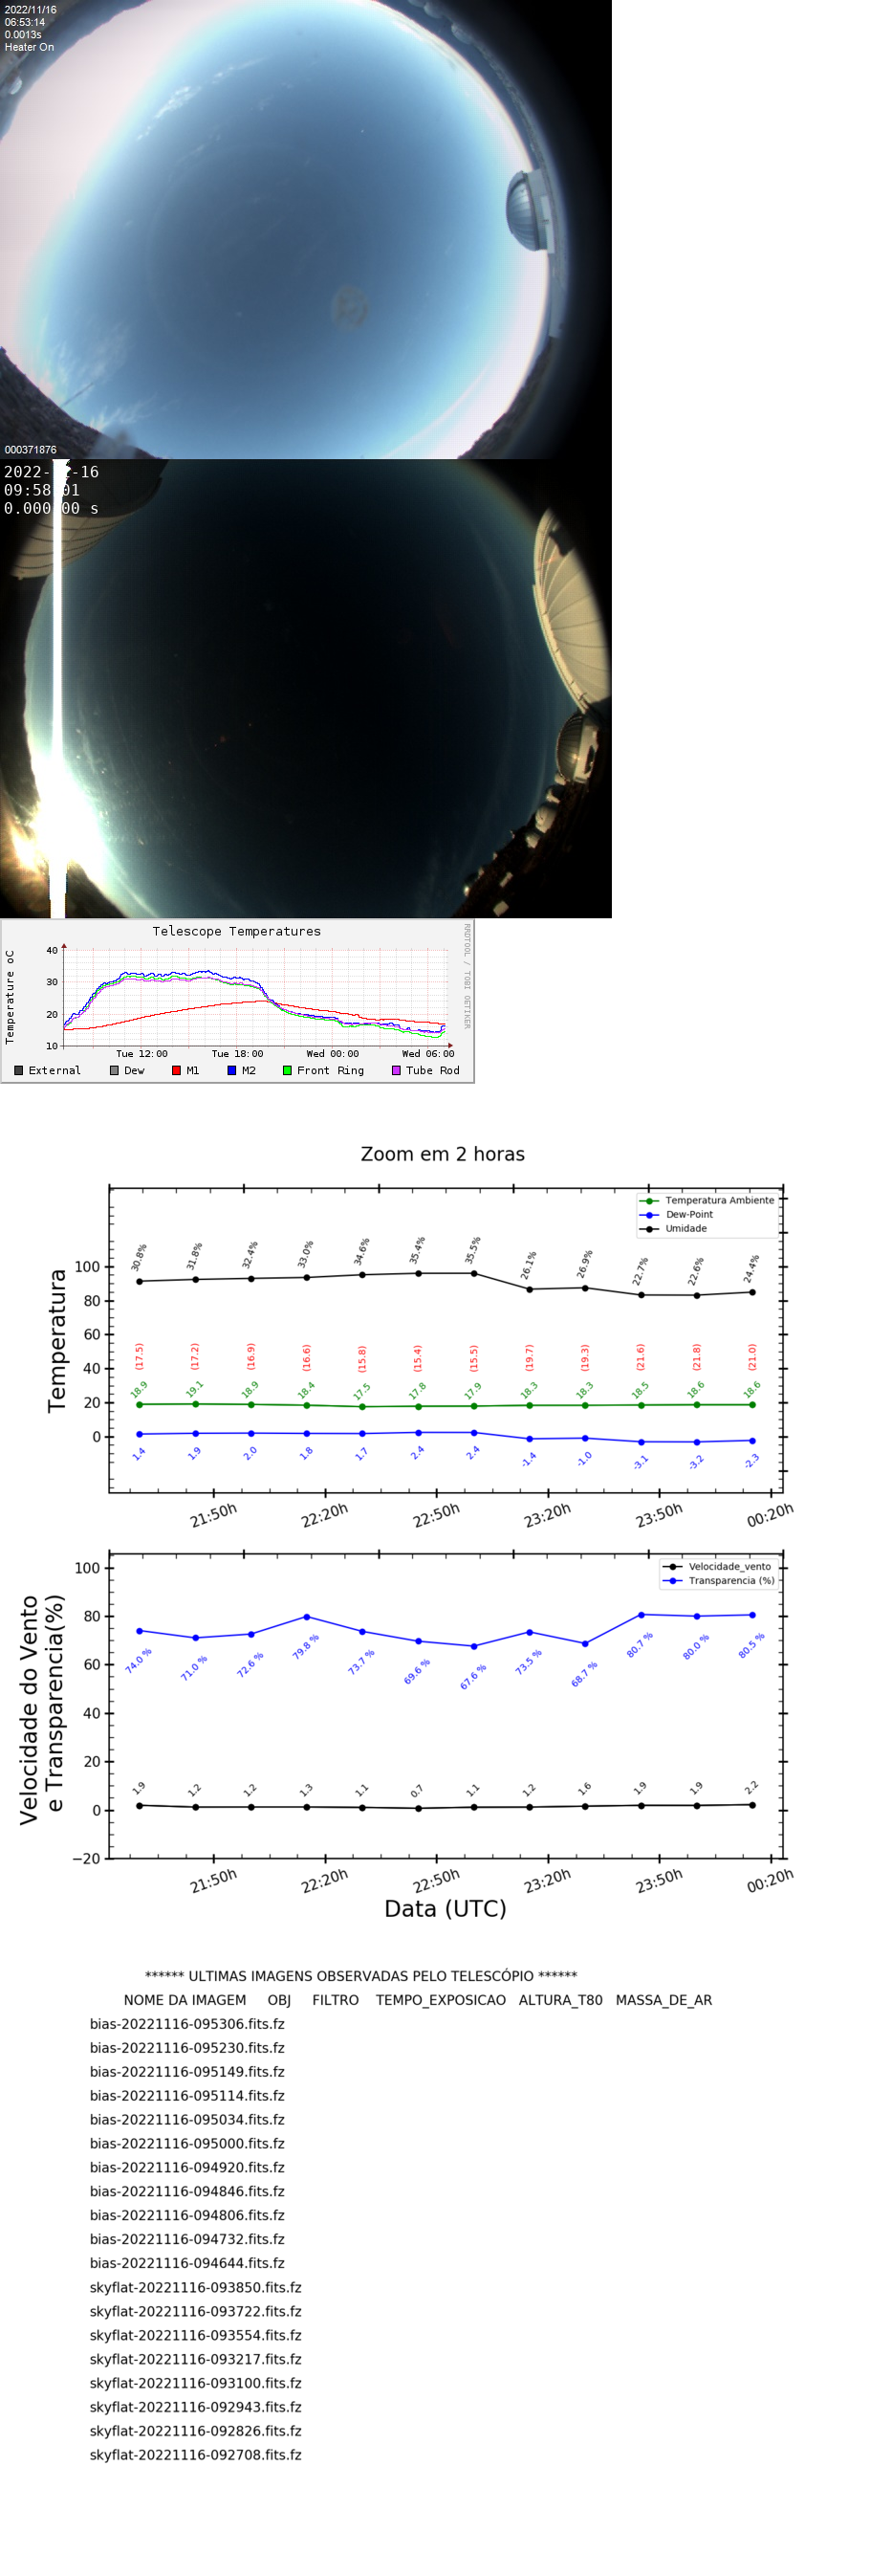 2022/11/16
06:53:14
0.0013s
Heater On
000371876
2022- -16
09:58 01
0.000 00 s
Telescope Temperatures
Temperature oC
40
30
20
10
Tue 12:00 Tue 18:00 Wed 00:00 Wed 06:00
External Dew M1 M2 Front Ring Tube Rod
RRDTOOL / TOBI OETIKER
Zoom em 2 horas
Temperatura Ambiente
Dew-Point
Umidade
Temperatura
100
80
60
40
20
0
30.8% 31.8% 32.4% 33.0% 34.6% 35.4% 35.5% 26.1% 26.9% 22.7% 22.6% 24.4%
(17.5) (17.2) (16.9) (16.6) (15.8) (15.4) (15.5) (19.7) (19.3) (21.6) (21.8) (21.0)
18.9 19.1 18.9 18.4 17.5 17.8 17.9 18.3 18.3 18.5 18.6 18.6
1.4 1.9 2.0 1.8 1.7 2.4 2.4 -1.4 -1.0 -3.1 -3.2 -2.3
21:50h 22:20h 22:50h 23:20h 23:50h 00:20h
Velocidade_vento
Transparencia (%)
Velocidade do Vento
e Transparencia(%)
100
80
60
40
20
0
−20
74.0 % 71.0 % 72.6 % 79.8 % 73.7 % 69.6 % 67.6 % 73.5 % 68.7 % 80.7 % 80.0 % 80.5 %
1.9 1.2 1.2 1.3 1.1 0.7 1.1 1.2 1.6 1.9 1.9 2.2
21:50h 22:20h 22:50h 23:20h 23:50h 00:20h
Data (UTC)
****** ULTIMAS IMAGENS OBSERVADAS PELO TELESCÓPIO ******
NOME DA IMAGEM OBJ FILTRO TEMPO_EXPOSICAO ALTURA_T80 MASSA_DE_AR
bias-20221116-095306.fits.fz
bias-20221116-095230.fits.fz
bias-20221116-095149.fits.fz
bias-20221116-095114.fits.fz
bias-20221116-095034.fits.fz
bias-20221116-095000.fits.fz
bias-20221116-094920.fits.fz
bias-20221116-094846.fits.fz
bias-20221116-094806.fits.fz
bias-20221116-094732.fits.fz
bias-20221116-094644.fits.fz
skyflat-20221116-093850.fits.fz
skyflat-20221116-093722.fits.fz
skyflat-20221116-093554.fits.fz
skyflat-20221116-093217.fits.fz
skyflat-20221116-093100.fits.fz
skyflat-20221116-092943.fits.fz
skyflat-20221116-092826.fits.fz
skyflat-20221116-092708.fits.fz